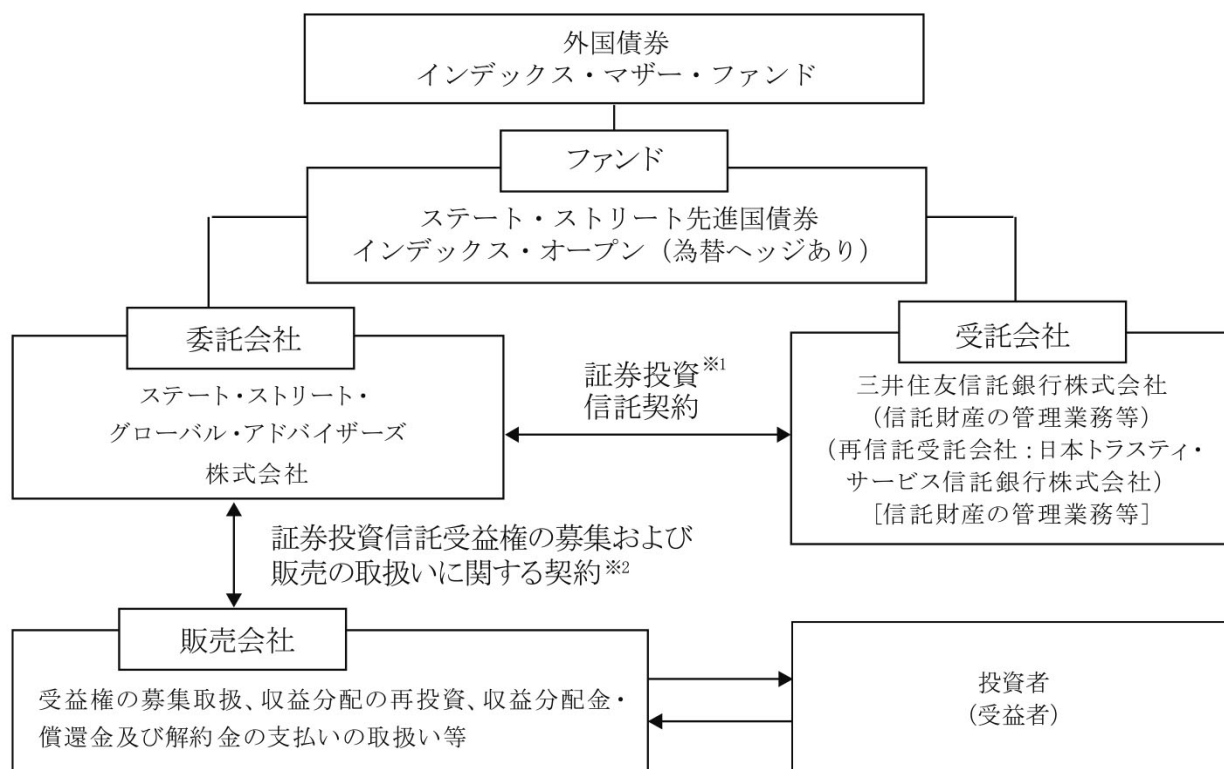 外国債券
インデックス・マザー・ファンド
ファンド
ステート・ストリート先進国債券
インデックス・オープン（為替ヘッジあり）
委託会社
ステート・ストリート・
グローバル・アドバイザーズ
株式会社
証券投資※1
信託契約
受託会社
三井住友信託銀行株式会社
(信託財産の管理業務等)
(再信託受託会社:日本トラスティ・
サービス信託銀行株式会社)
[信託財産の管理業務等]
証券投資信託受益権の募集および
販売の取扱いに関する契約※2
販売会社
受益権の募集取扱、収益分配の再投資、収益分配金・
償還金及び解約金の支払いの取扱い等
投資者
(受益者)